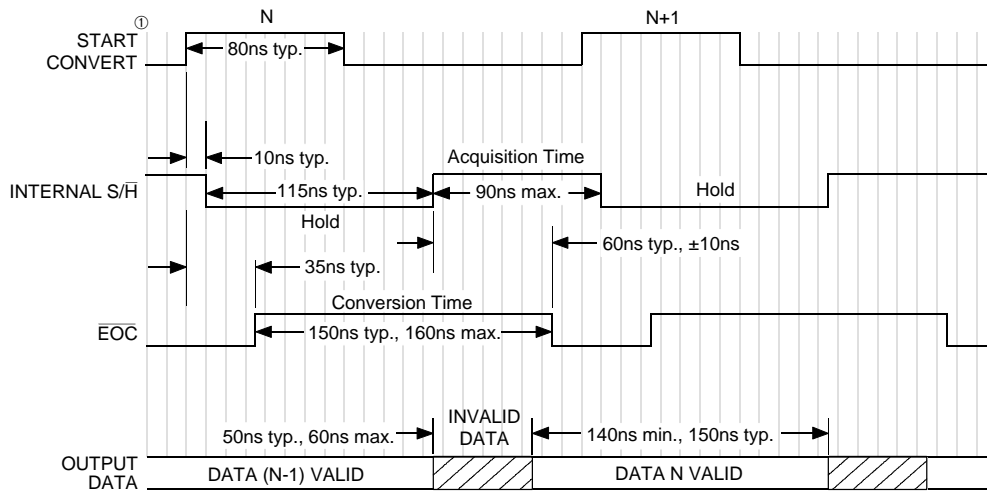 ①
N
N+1
START
CONVERT
80ns typ.
10ns typ.
Acquisition Time
INTERNAL S/H̅
115ns typ.
90ns max.
Hold
Hold
60ns typ., ±10ns
35ns typ.
Conversion Time
E̅O̅C̅
150ns typ., 160ns max.
INVALID
DATA
50ns typ., 60ns max.
140ns min., 150ns typ.
OUTPUT
DATA
DATA (N-1) VALID
DATA N VALID